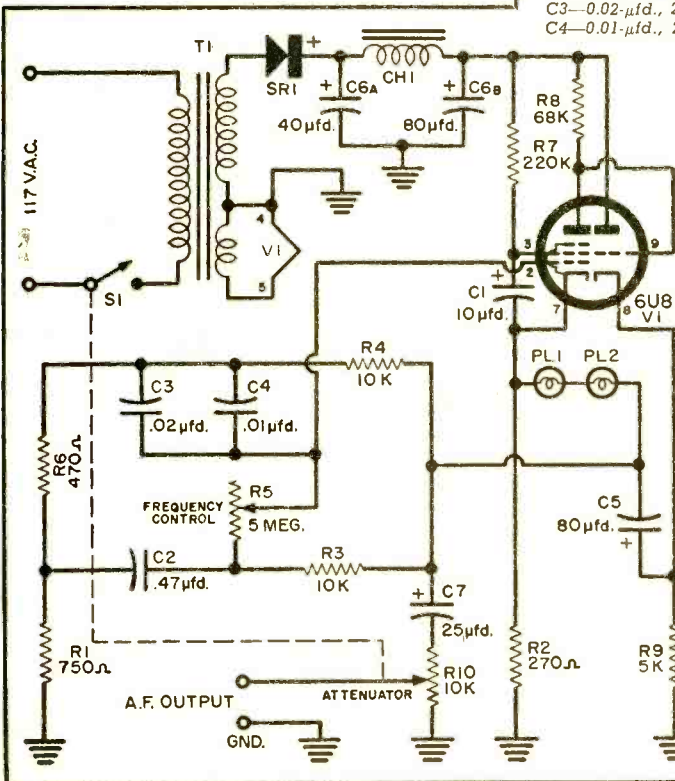 C3—0.02-µfd., 2
C4—0.01-µfd., 2
T1
+
SR1
CH1
+
C6A
40µfd.
+
C6B
80µfd.
R8
68K
R7
220K
117 V.A.C.
S1
4
V1
5
3
2
9
7
8
6U8
V1
+
C1
10µfd.
PL1
PL2
R4
10K
C3
.02µfd.
C4
.01µfd.
R6
470Ω
FREQUENCY
CONTROL
R5
5 MEG.
C5
80µfd.
+
C2
.47µfd.
R3
10K
+
C7
25µfd.
R1
750Ω
R10
10K
R2
270Ω
R9
5K
A.F. OUTPUT
ATTENUATOR
GND.